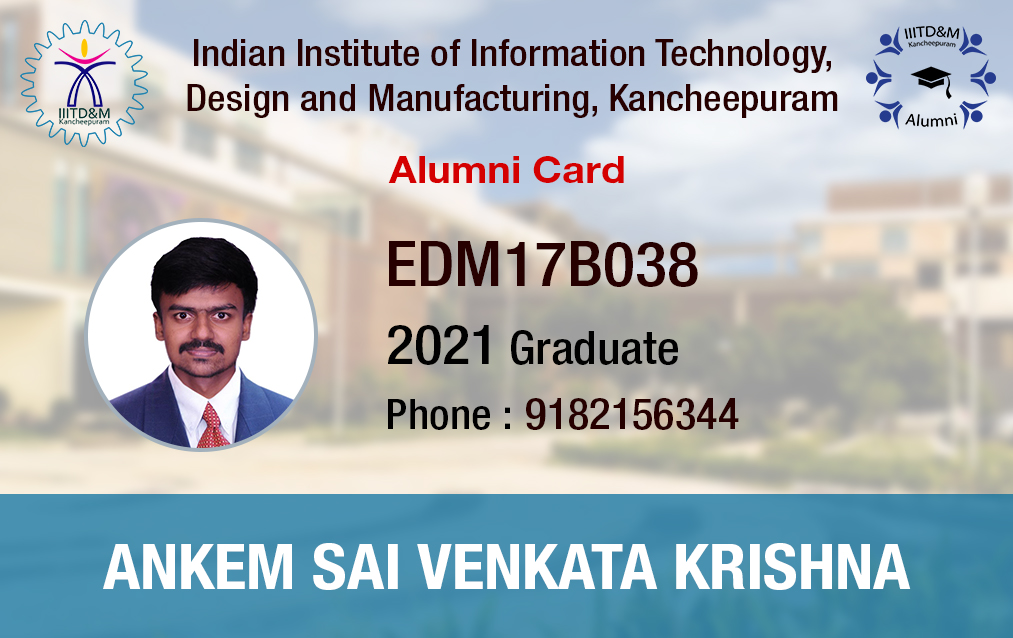 IIITD&M
Kancheepuram
Indian Institute of Information Technology,
Design and Manufacturing, Kancheepuram
IIITD&M
Kancheepuram
Alumni
Alumni Card
EDM17B038
2021 Graduate
Phone : 9182156344
ANKEM SAI VENKATA KRISHNA